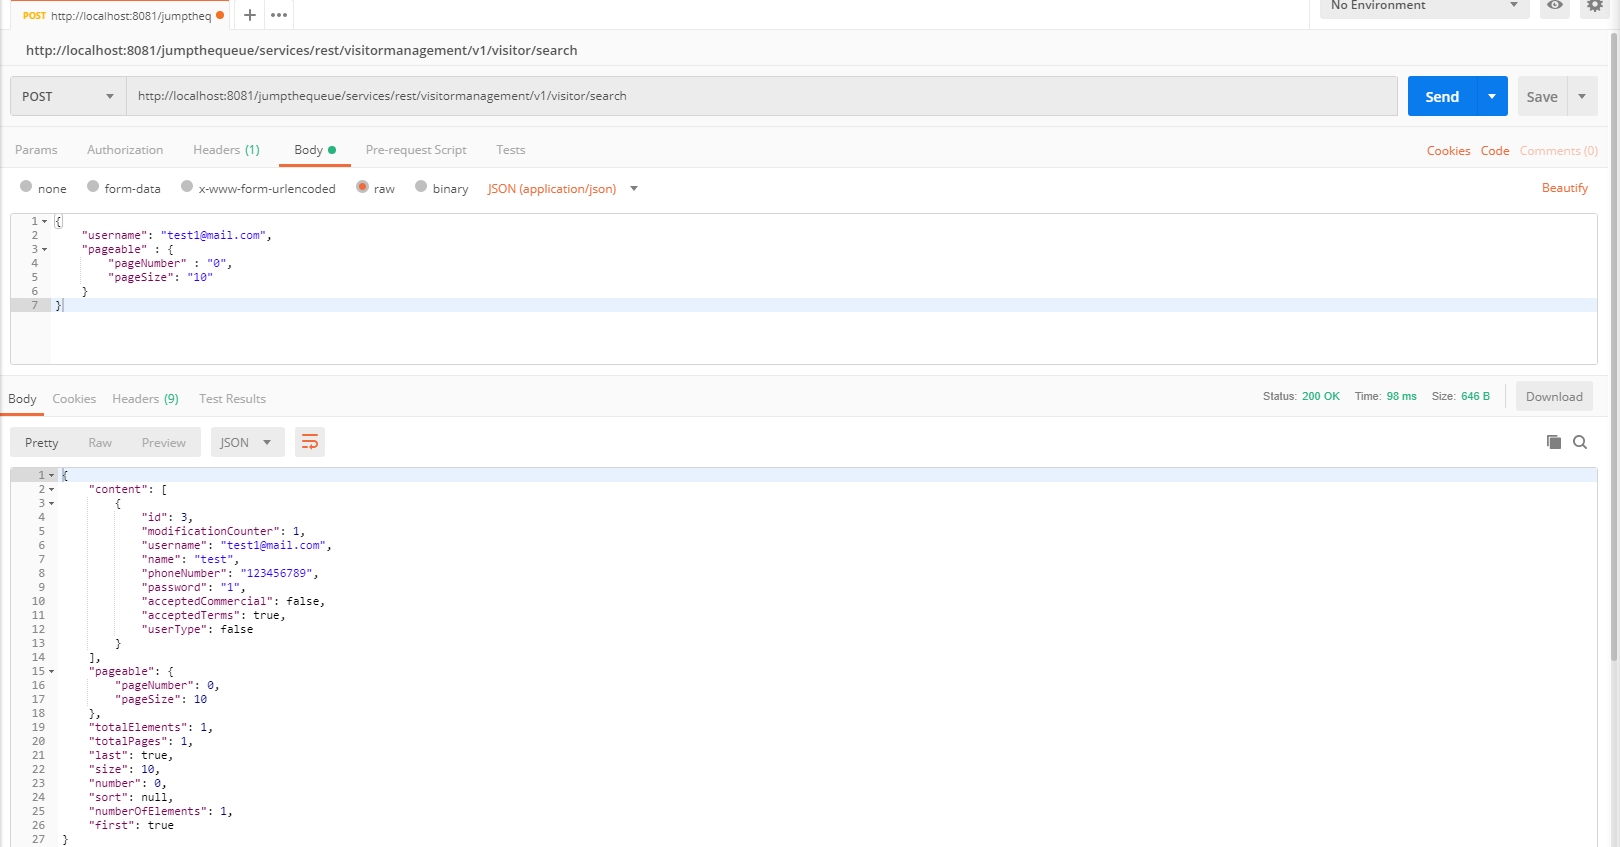 POST http://localhost:8081/jumptheq
No Environment
http://localhost:8081/jumpthequeue/services/rest/visitormanagement/v1/visitor/search
POST http://localhost:8081/jumpthequeue/services/rest/visitormanagement/v1/visitor/search Send Save
Params Authorization Headers (1) Body Pre-request Script Tests Cookies Code Comments (0)
none form-data x-www-form-urlencoded raw binary JSON (application/json) Beautify
1 {
2 "username": "test1@mail.com",
3 "pageable" : {
4 "pageNumber" : "0",
5 "pageSize": "10"
6 }
7 }
Body Cookies Headers (9) Test Results Status: 200 OK Time: 98 ms Size: 646 B Download
Pretty Raw Preview JSON
1 {
2 "content": [
3 {
4 "id": 3,
5 "modificationCounter": 1,
6 "username": "test1@mail.com",
7 "name": "test",
8 "phoneNumber": "123456789",
9 "password": "1",
10 "acceptedCommercial": false,
11 "acceptedTerms": true,
12 "userType": false
13 }
14 ],
15 "pageable": {
16 "pageNumber": 0,
17 "pageSize": 10
18 },
19 "totalElements": 1,
20 "totalPages": 1,
21 "last": true,
22 "size": 10,
23 "number": 0,
24 "sort": null,
25 "numberOfElements": 1,
26 "first": true
27 }